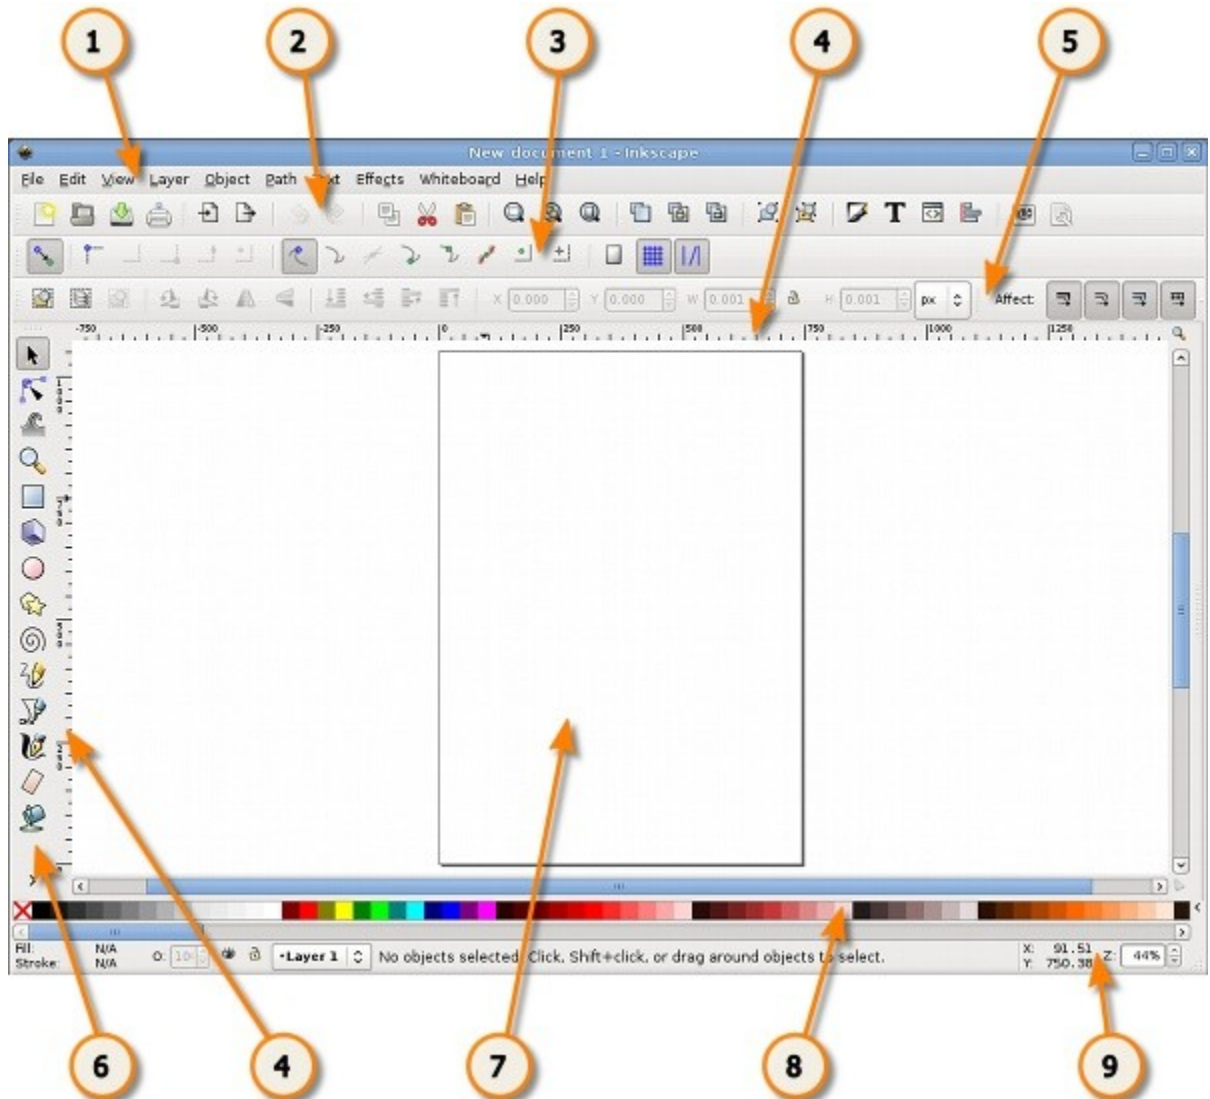 1 2 3 4 5
New document 1 - Inkscape
File Edit View Layer Object Path Text Effects Whiteboard Help
X 0.000 Y 0.000 W 0.001 H 0.001 px Affect:
-750 -500 -250 0 250 500 750 1000 1250
Fill: N/A
Stroke: N/A
O: •Layer 1 No objects selected. Click, Shift+click, or drag around objects to select.
X: 91.51
Y: 750.38
Z: 44%
6 4 7 8 9